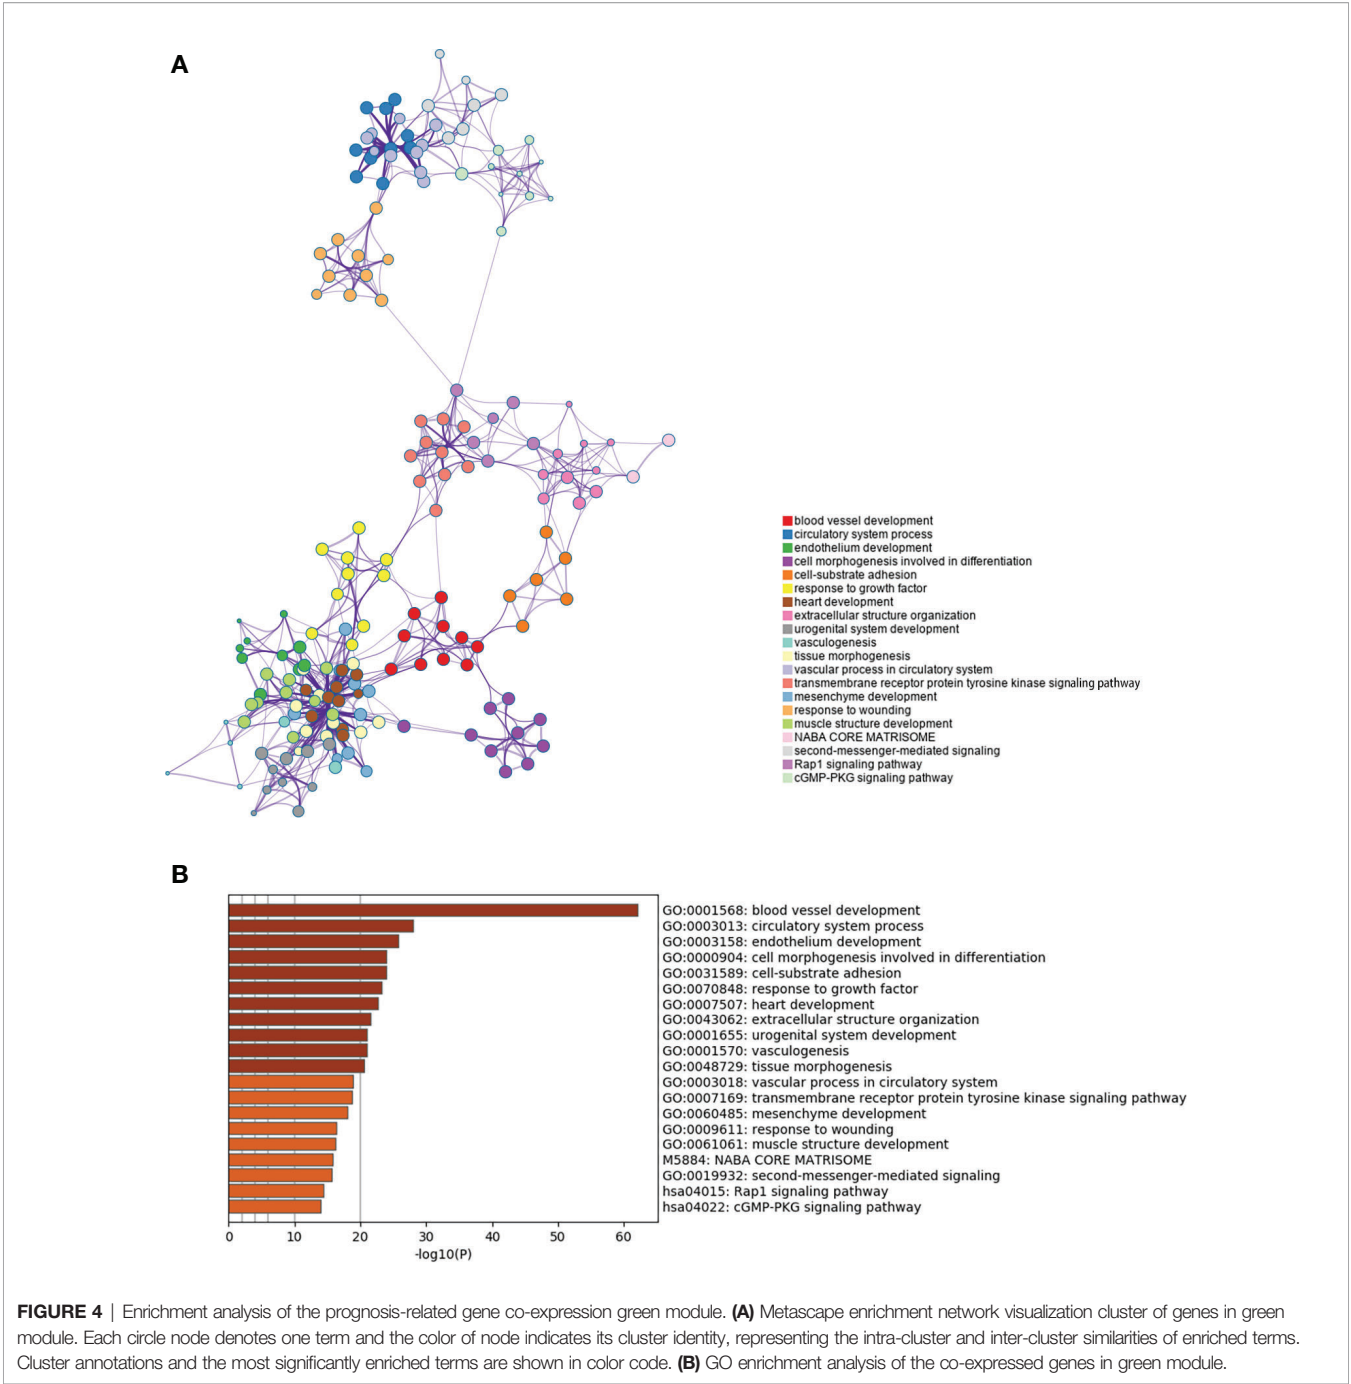 A
blood vessel development
circulatory system process
endothelium development
cell morphogenesis involved in differentiation
cell-substrate adhesion
response to growth factor
heart development
extracellular structure organization
urogenital system development
vasculogenesis
tissue morphogenesis
vascular process in circulatory system
transmembrane receptor protein tyrosine kinase signaling pathway
mesenchyme development
response to wounding
muscle structure development
NABA CORE MATRISOME
second-messenger-mediated signaling
Rap1 signaling pathway
cGMP-PKG signaling pathway
B
GO:0001568: blood vessel development
GO:0003013: circulatory system process
GO:0003158: endothelium development
GO:0000904: cell morphogenesis involved in differentiation
GO:0031589: cell-substrate adhesion
GO:0070848: response to growth factor
GO:0007507: heart development
GO:0043062: extracellular structure organization
GO:0001655: urogenital system development
GO:0001570: vasculogenesis
GO:0048729: tissue morphogenesis
GO:0003018: vascular process in circulatory system
GO:0007169: transmembrane receptor protein tyrosine kinase signaling pathway
GO:0060485: mesenchyme development
GO:0009611: response to wounding
GO:0061061: muscle structure development
M5884: NABA CORE MATRISOME
GO:0019932: second-messenger-mediated signaling
hsa04015: Rap1 signaling pathway
hsa04022: cGMP-PKG signaling pathway
0 10 20 30 40 50 60
-log10(P)
FIGURE 4 | Enrichment analysis of the prognosis-related gene co-expression green module. (A) Metascape enrichment network visualization cluster of genes in green
module. Each circle node denotes one term and the color of node indicates its cluster identity, representing the intra-cluster and inter-cluster similarities of enriched terms.
Cluster annotations and the most significantly enriched terms are shown in color code. (B) GO enrichment analysis of the co-expressed genes in green module.